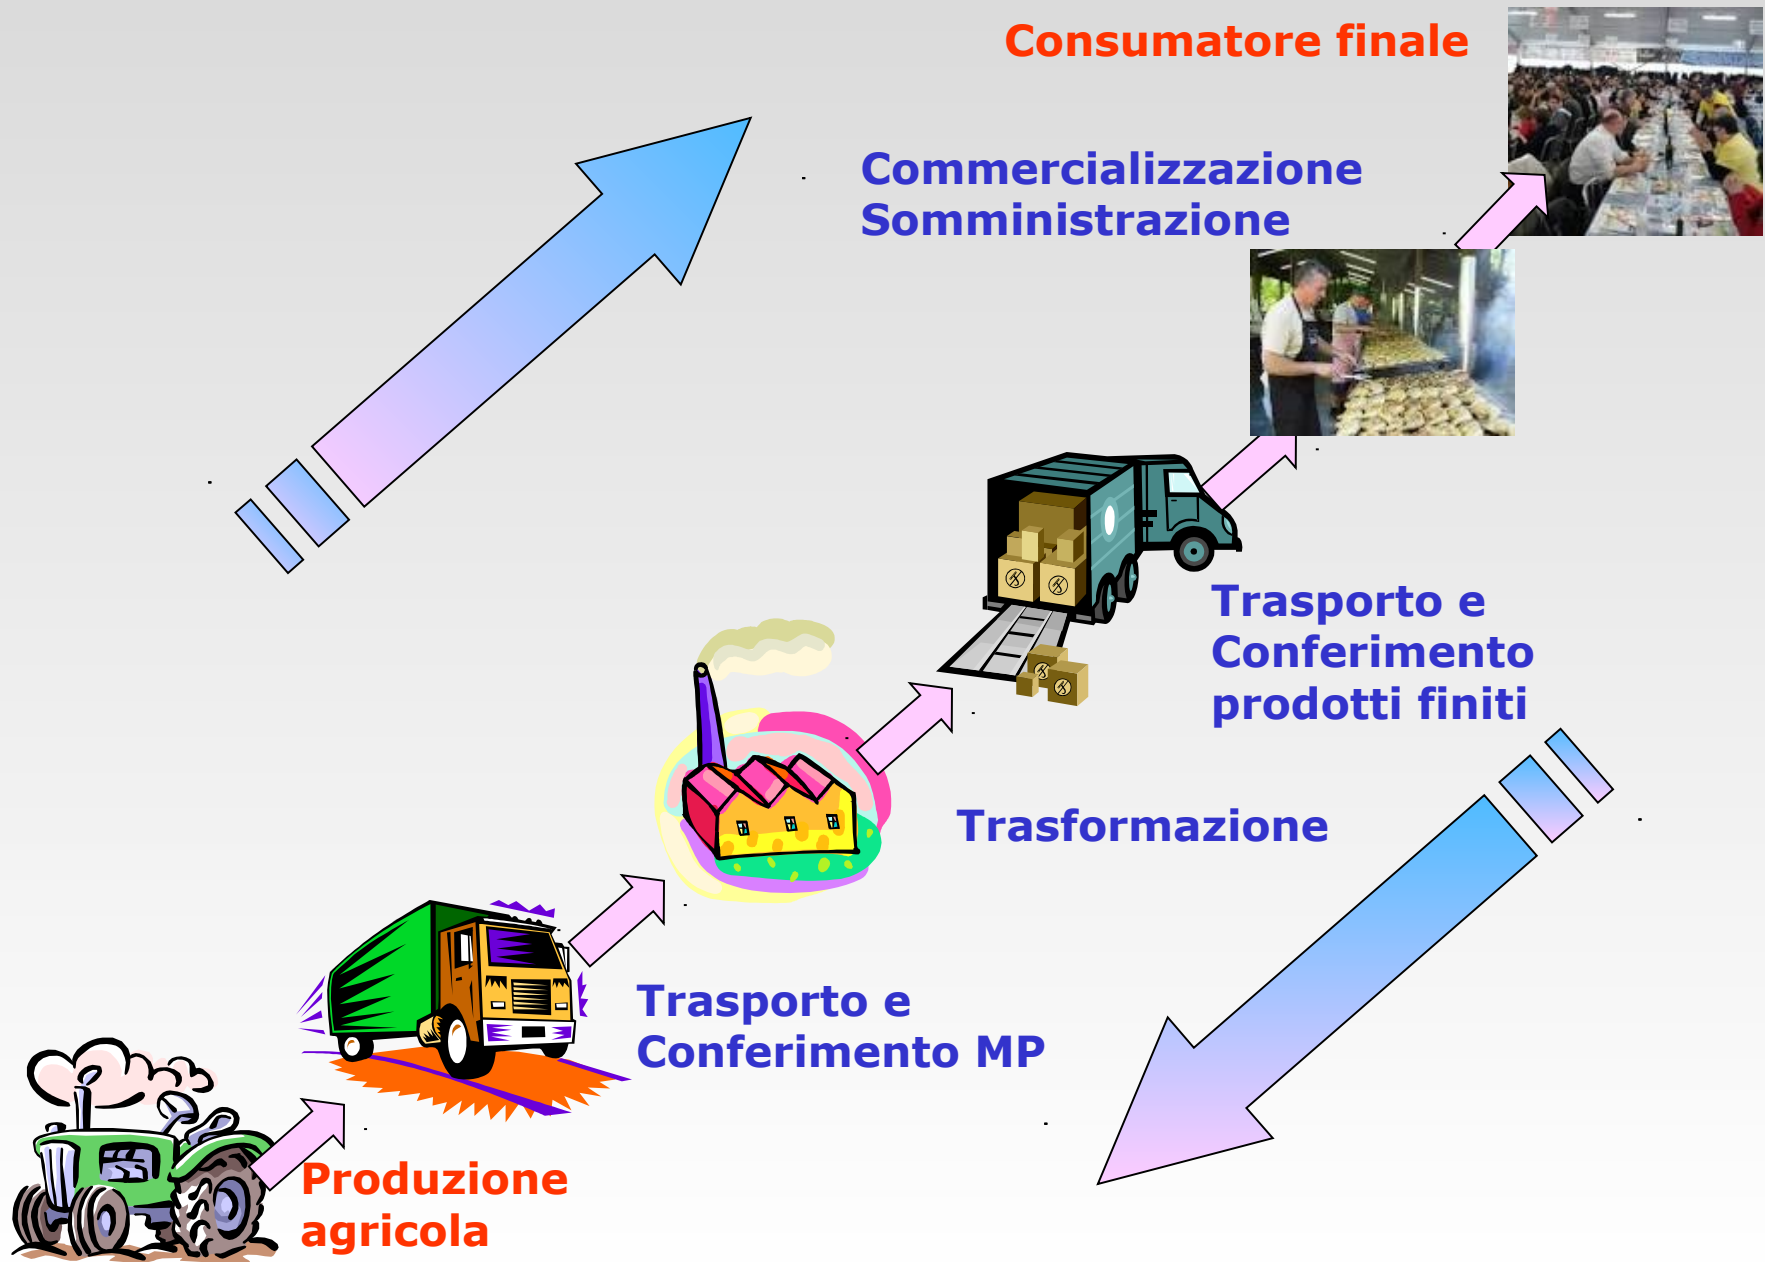 Consumatore finale
Commercializzazione
Somministrazione
Trasporto e
Conferimento
prodotti finiti
Trasformazione
Trasporto e
Conferimento MP
Produzione
agricola